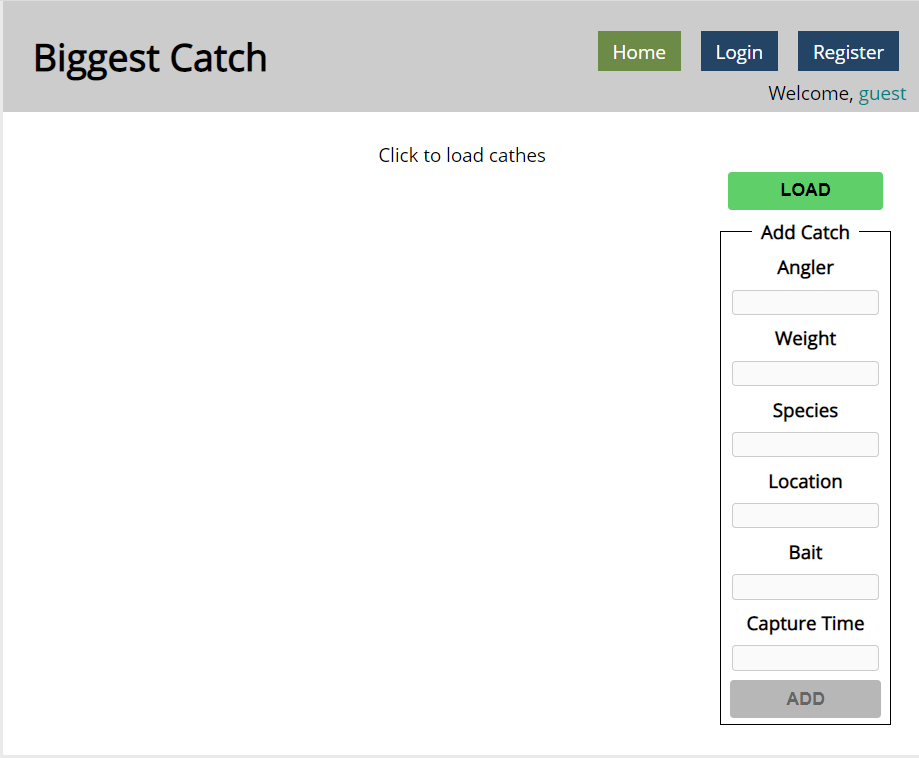 Biggest Catch
Home Login Register
Welcome, guest
Click to load cathes
LOAD
Add Catch
Angler
Weight
Species
Location
Bait
Capture Time
ADD